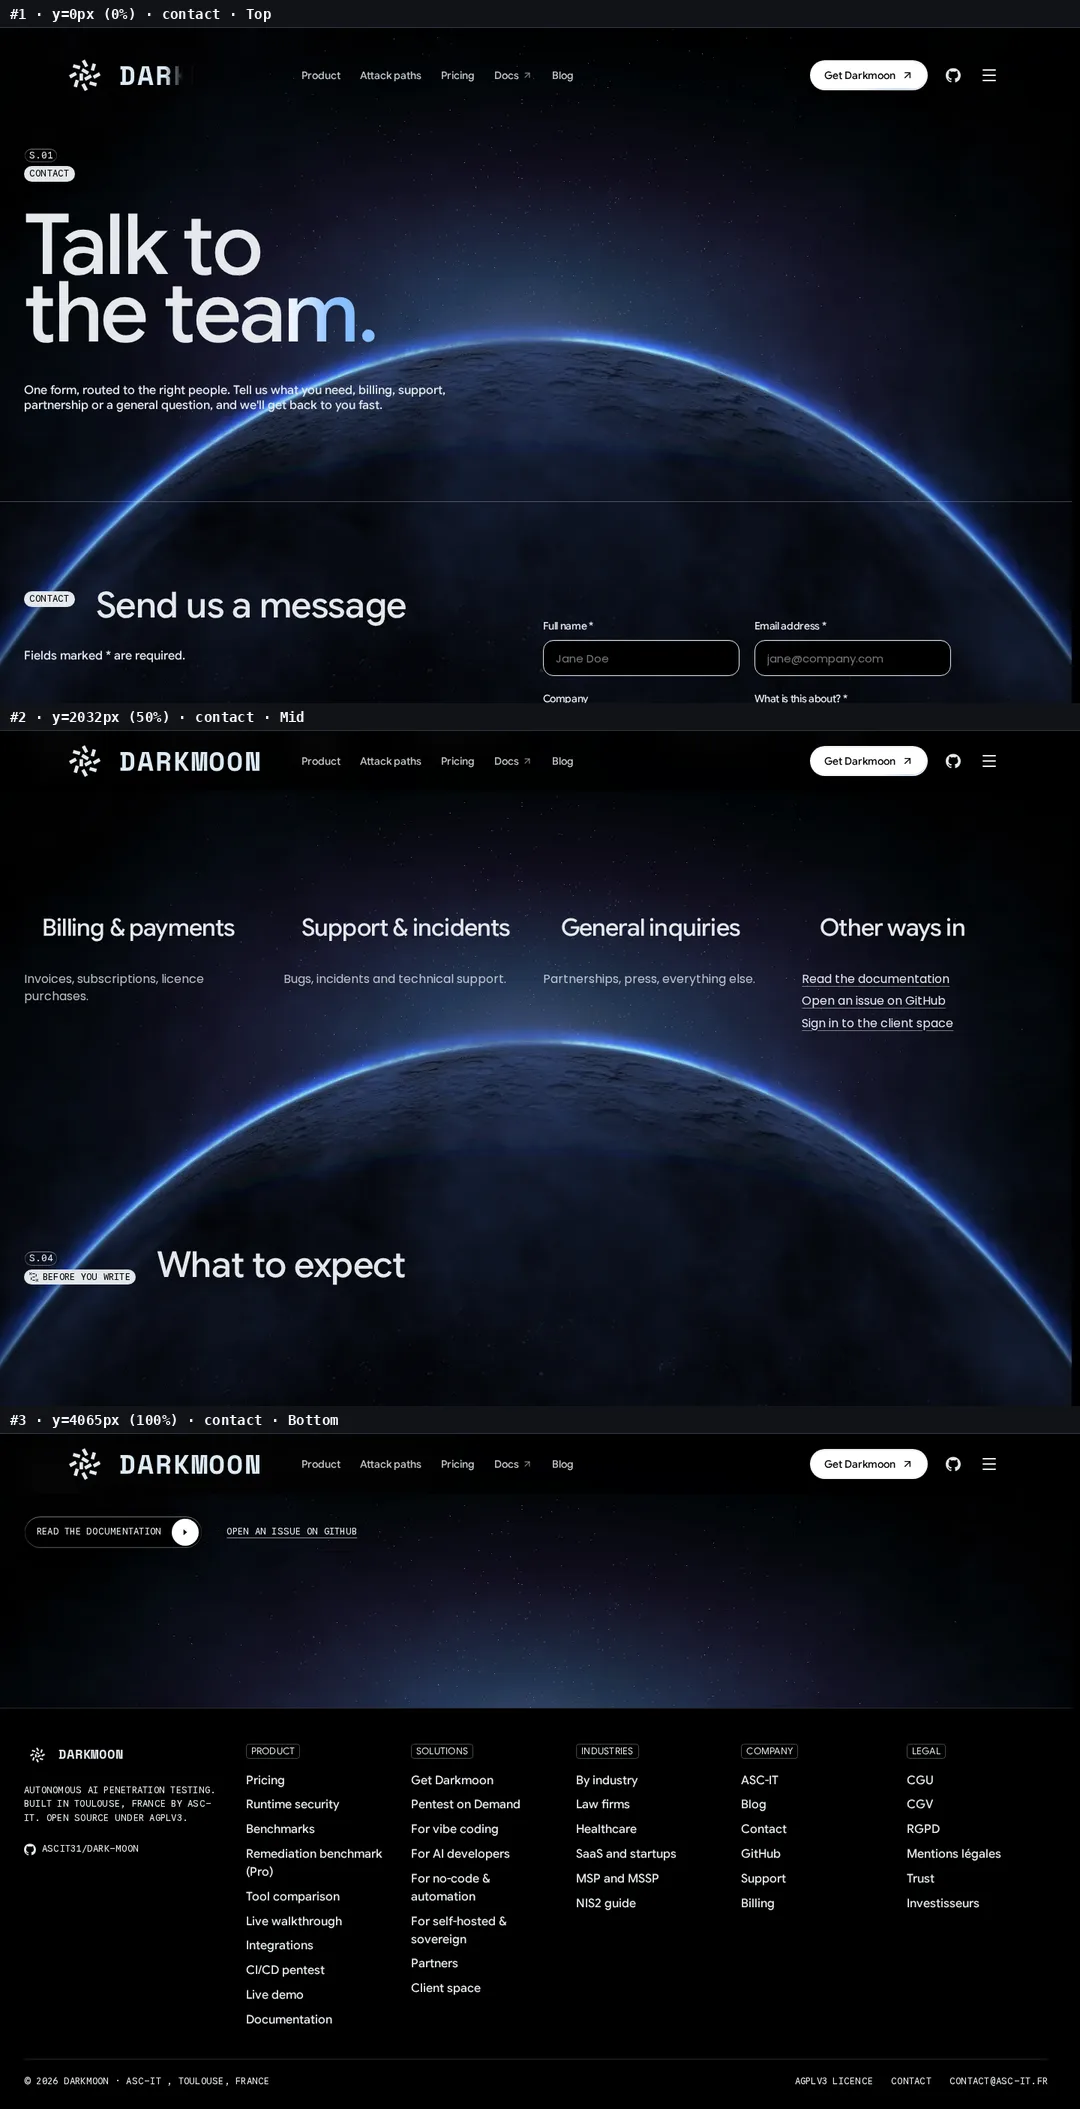 #1 · y=0px (0%) · contact · Top
DARK
Product
Attack paths
Pricing
Docs ↗
Blog
Get Darkmoon ↗
S.01
CONTACT
Talk to
the team.
One form, routed to the right people. Tell us what you need, billing, support,
partnership or a general question, and we'll get back to you fast.
CONTACT
Send us a message
Fields marked * are required.
Full name *
Email address *
Jane Doe
jane@company.com
Company
What is this about? *
#2 · y=2032px (50%) · contact · Mid
DARKMOON
Product
Attack paths
Pricing
Docs ↗
Blog
Get Darkmoon ↗
Billing & payments
Invoices, subscriptions, licence
purchases.
Support & incidents
Bugs, incidents and technical support.
General inquiries
Partnerships, press, everything else.
Other ways in
Read the documentation
Open an issue on GitHub
Sign in to the client space
S.04
BEFORE YOU WRITE
What to expect
#3 · y=4065px (100%) · contact · Bottom
DARKMOON
Product
Attack paths
Pricing
Docs ↗
Blog
Get Darkmoon ↗
READ THE DOCUMENTATION
OPEN AN ISSUE ON GITHUB
DARKMOON
AUTONOMOUS AI PENETRATION TESTING.
BUILT IN TOULOUSE, FRANCE BY ASC-
IT. OPEN SOURCE UNDER AGPLV3.
ASCIT31/DARK-MOON
PRODUCT
Pricing
Runtime security
Benchmarks
Remediation benchmark
(Pro)
Tool comparison
Live walkthrough
Integrations
CI/CD pentest
Live demo
Documentation
SOLUTIONS
Get Darkmoon
Pentest on Demand
For vibe coding
For AI developers
For no-code &
automation
For self-hosted &
sovereign
Partners
Client space
INDUSTRIES
By industry
Law firms
Healthcare
SaaS and startups
MSP and MSSP
NIS2 guide
COMPANY
ASC-IT
Blog
Contact
GitHub
Support
Billing
LEGAL
CGU
CGV
RGPD
Mentions légales
Trust
Investisseurs
© 2026 DARKMOON · ASC-IT , TOULOUSE, FRANCE
AGPLV3 LICENCE
CONTACT
CONTACT@ASC-IT.FR